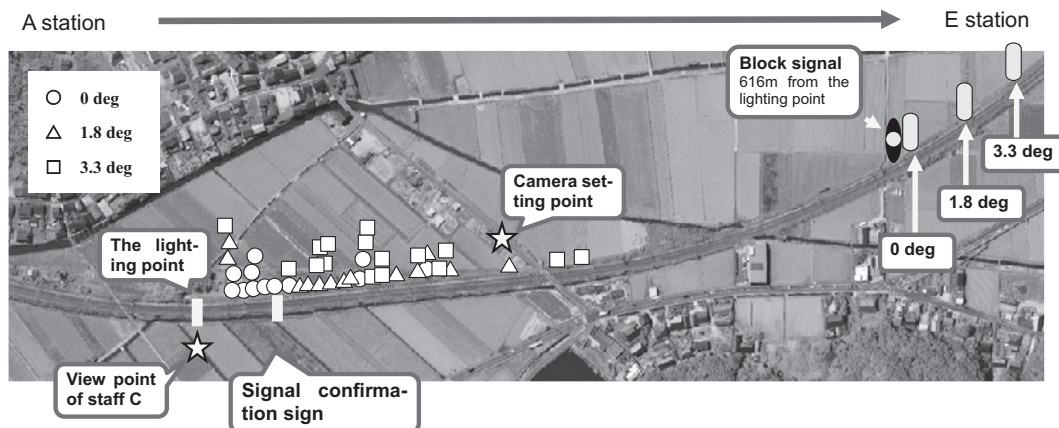 A station
E station
0 deg
1.8 deg
3.3 deg
Block signal
616m from the
lighting point
3.3 deg
1.8 deg
0 deg
Camera set-
ting point
The light-
ing point
View point
of staff C
Signal confirma-
tion sign